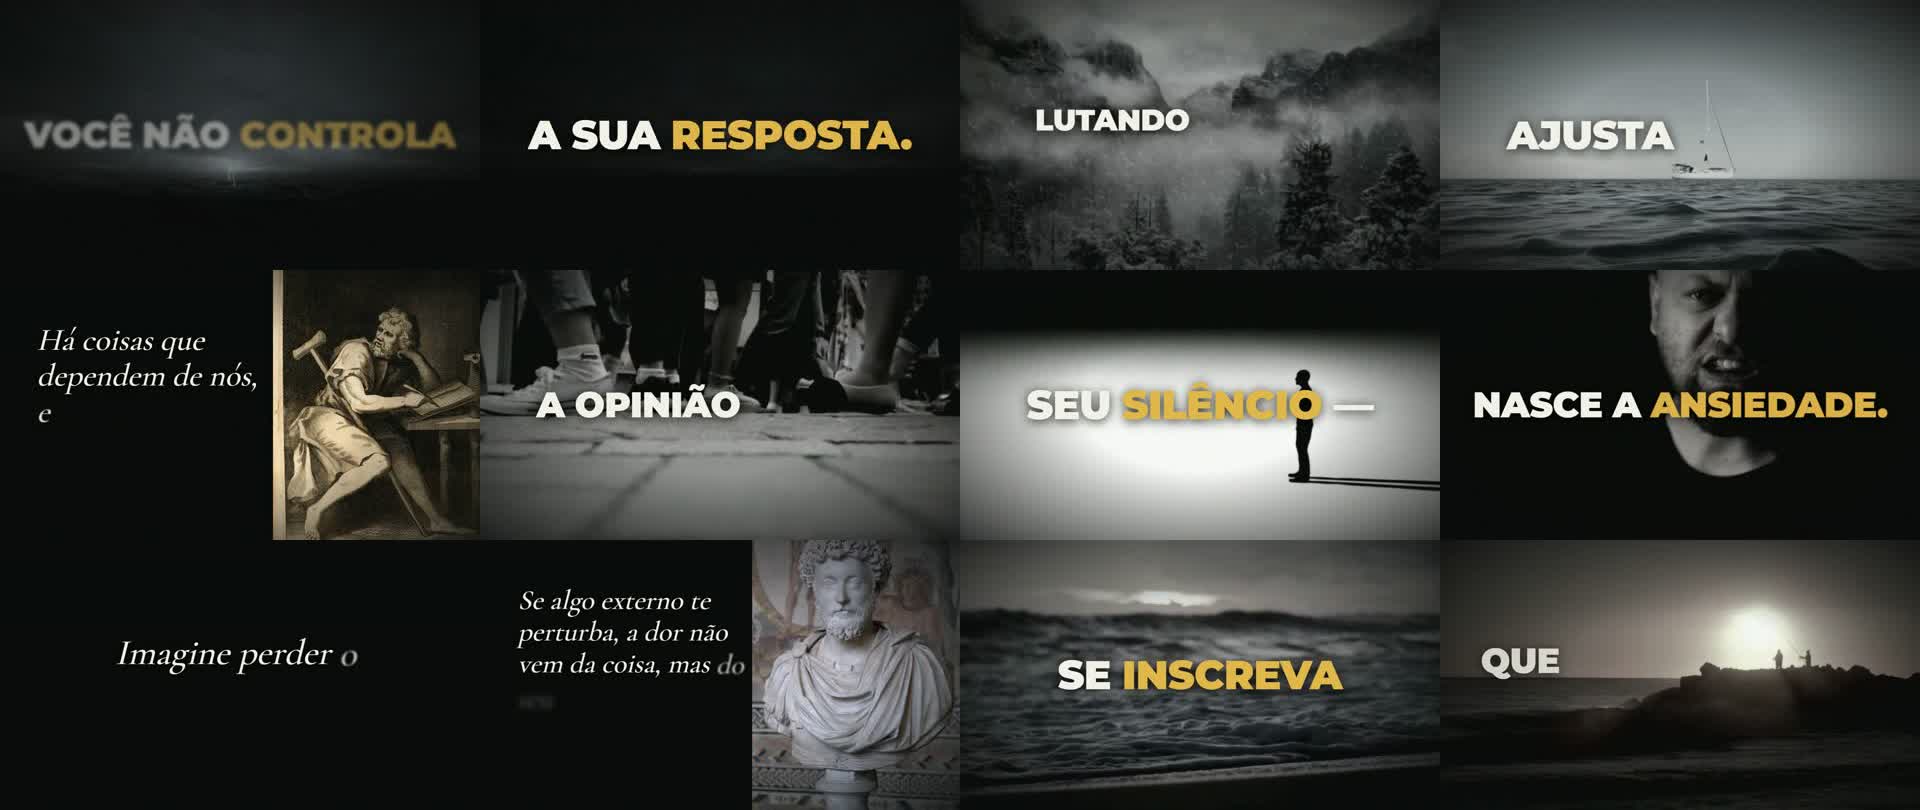 VOCÊ NÃO CONTROLA
A SUA RESPOSTA.
LUTANDO
AJUSTA
Há coisas que
dependem de nós,
e
A OPINIÃO
SEU SILÊNCIO —
NASCE A ANSIEDADE.
Imagine perder o
Se algo externo te
perturba, a dor não
vem da coisa, mas do
SE INSCREVA
QUE